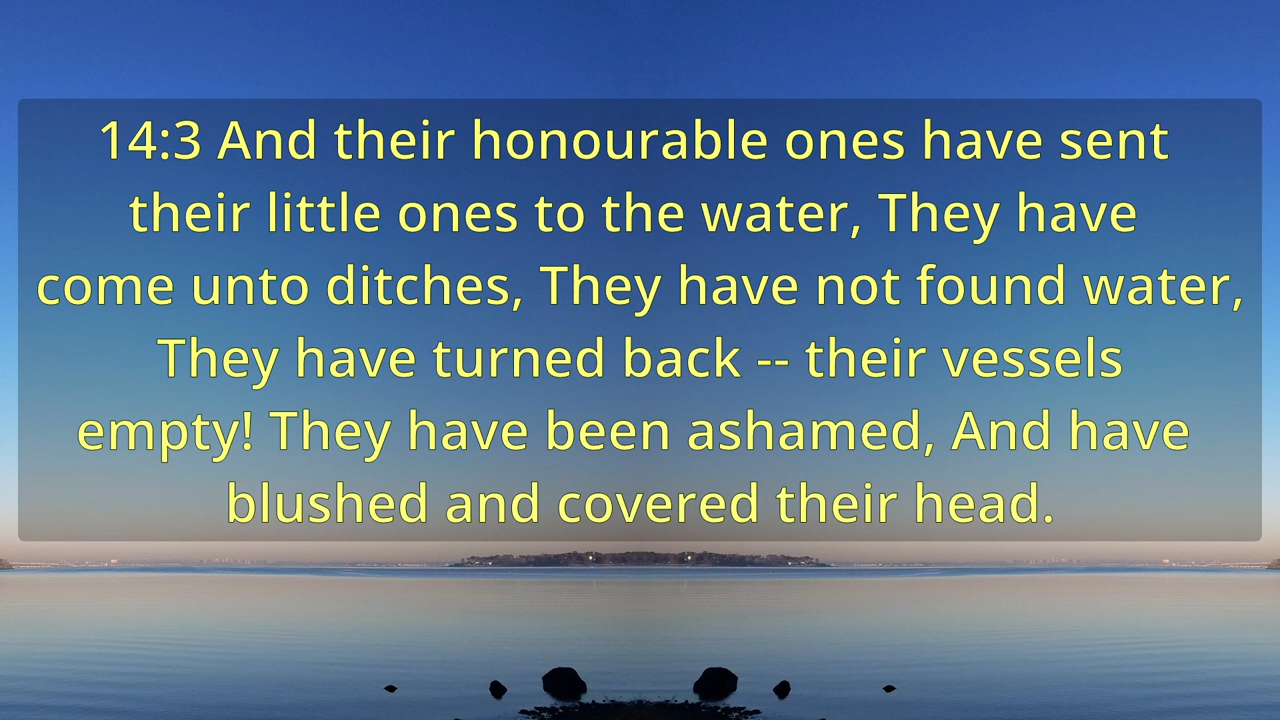 14:3 And their honourable ones have sent
their little ones to the water, They have
come unto ditches, They have not found water,
They have turned back -- their vessels
empty! They have been ashamed, And have
blushed and covered their head.